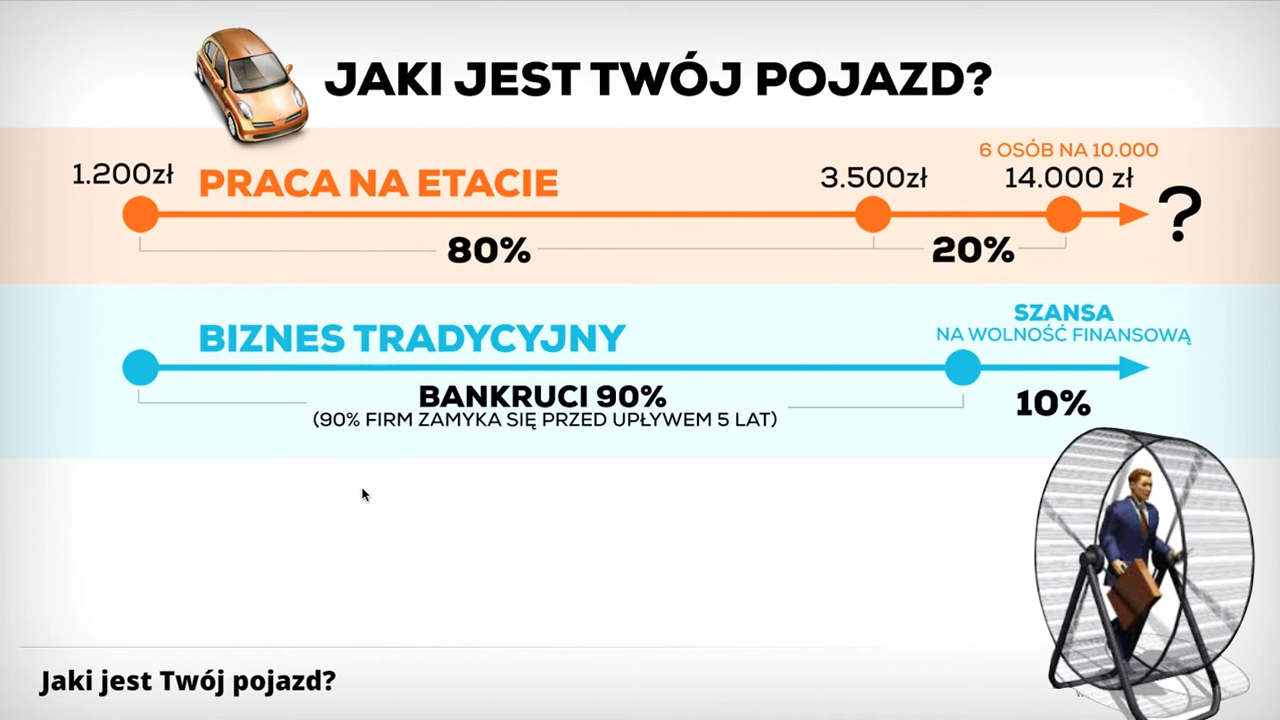 JAKI JEST TWÓJ POJAZD?
6 OSÓB NA 10.000
1.200zł
PRACA NA ETACIE
3.500zł
14.000 zł
?
80%
20%
BIZNES TRADYCYJNY
SZANSA
NA WOLNOŚĆ FINANSOWĄ
BANKRUCI 90%
(90% FIRM ZAMYKA SIĘ PRZED UPŁYWEM 5 LAT)
10%
Jaki jest Twój pojazd?